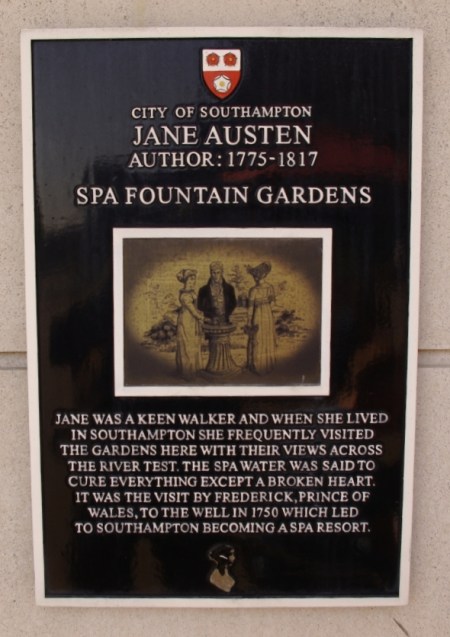 CITY OF SOUTHAMPTON
JANE AUSTEN
AUTHOR: 1775-1817
SPA FOUNTAIN GARDENS
JANE WAS A KEEN WALKER AND WHEN SHE LIVED
IN SOUTHAMPTON SHE FREQUENTLY VISITED
THE GARDENS HERE WITH THEIR VIEWS ACROSS
THE RIVER TEST. THE SPA WATER WAS SAID TO
CURE EVERYTHING EXCEPT A BROKEN HEART.
IT WAS THE VISIT BY FREDERICK, PRINCE OF
WALES, TO THE WELL IN 1750 WHICH LED
TO SOUTHAMPTON BECOMING A SPA RESORT.